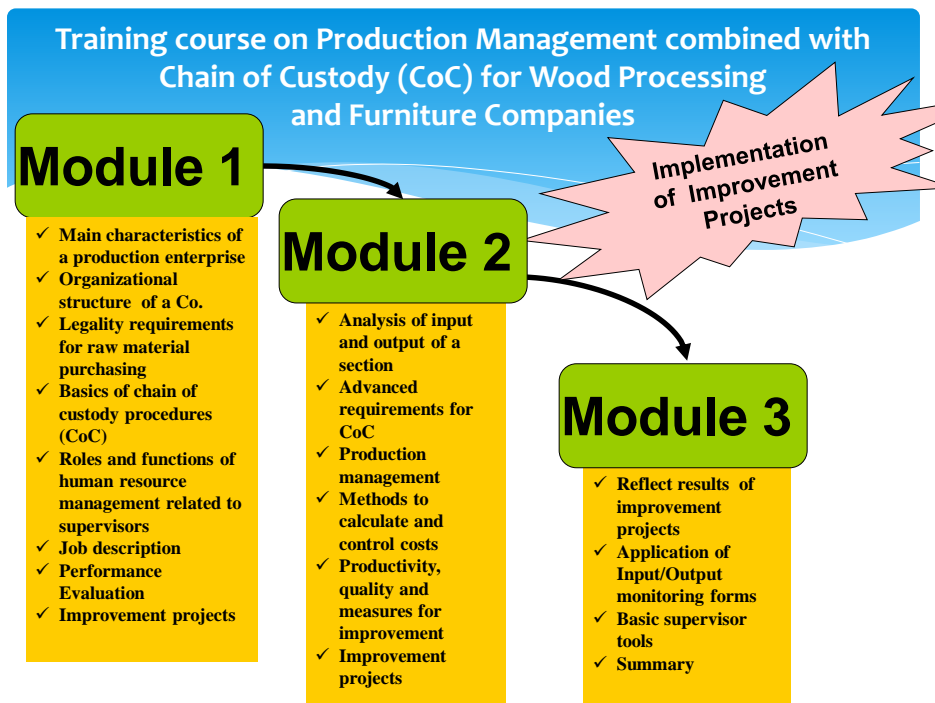 Training course on Production Management combined with
Chain of Custody (CoC) for Wood Processing
and Furniture Companies
Implementation
of Improvement
Projects
Module 1
✓ Main characteristics of
a production enterprise
✓ Organizational
structure of a Co.
✓ Legality requirements
for raw material
purchasing
✓ Basics of chain of
custody procedures
(CoC)
✓ Roles and functions of
human resource
management related to
supervisors
✓ Job description
✓ Performance
Evaluation
✓ Improvement projects
Module 2
✓ Analysis of input
and output of a
section
✓ Advanced
requirements for
CoC
✓ Production
management
✓ Methods to
calculate and
control costs
✓ Productivity,
quality and
measures for
improvement
✓ Improvement
projects
Module 3
✓ Reflect results of
improvement
projects
✓ Application of
Input/Output
monitoring forms
✓ Basic supervisor
tools
✓ Summary